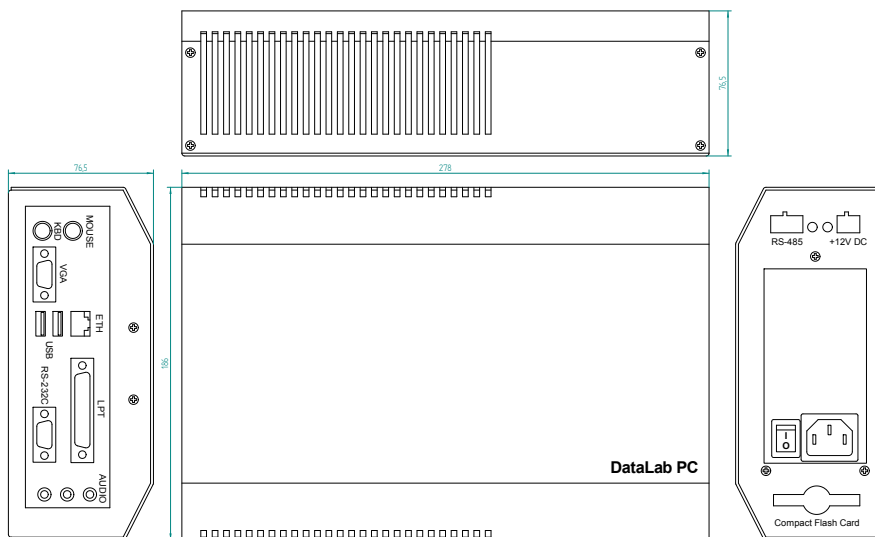 76,5
76,5
278
186
MOUSE
KBD
VGA
ETH
USB
RS-232C
LPT
AUDIO
RS-485
+12V DC
DataLab PC
Compact Flash Card